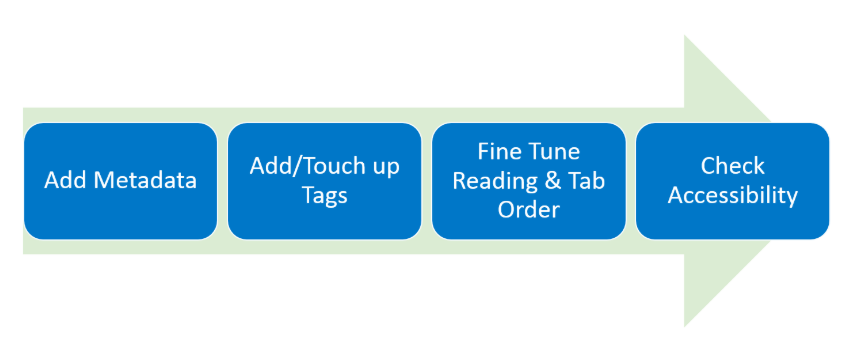 Add Metadata
Add/Touch up
Tags
Fine Tune
Reading & Tab
Order
Check
Accessibility